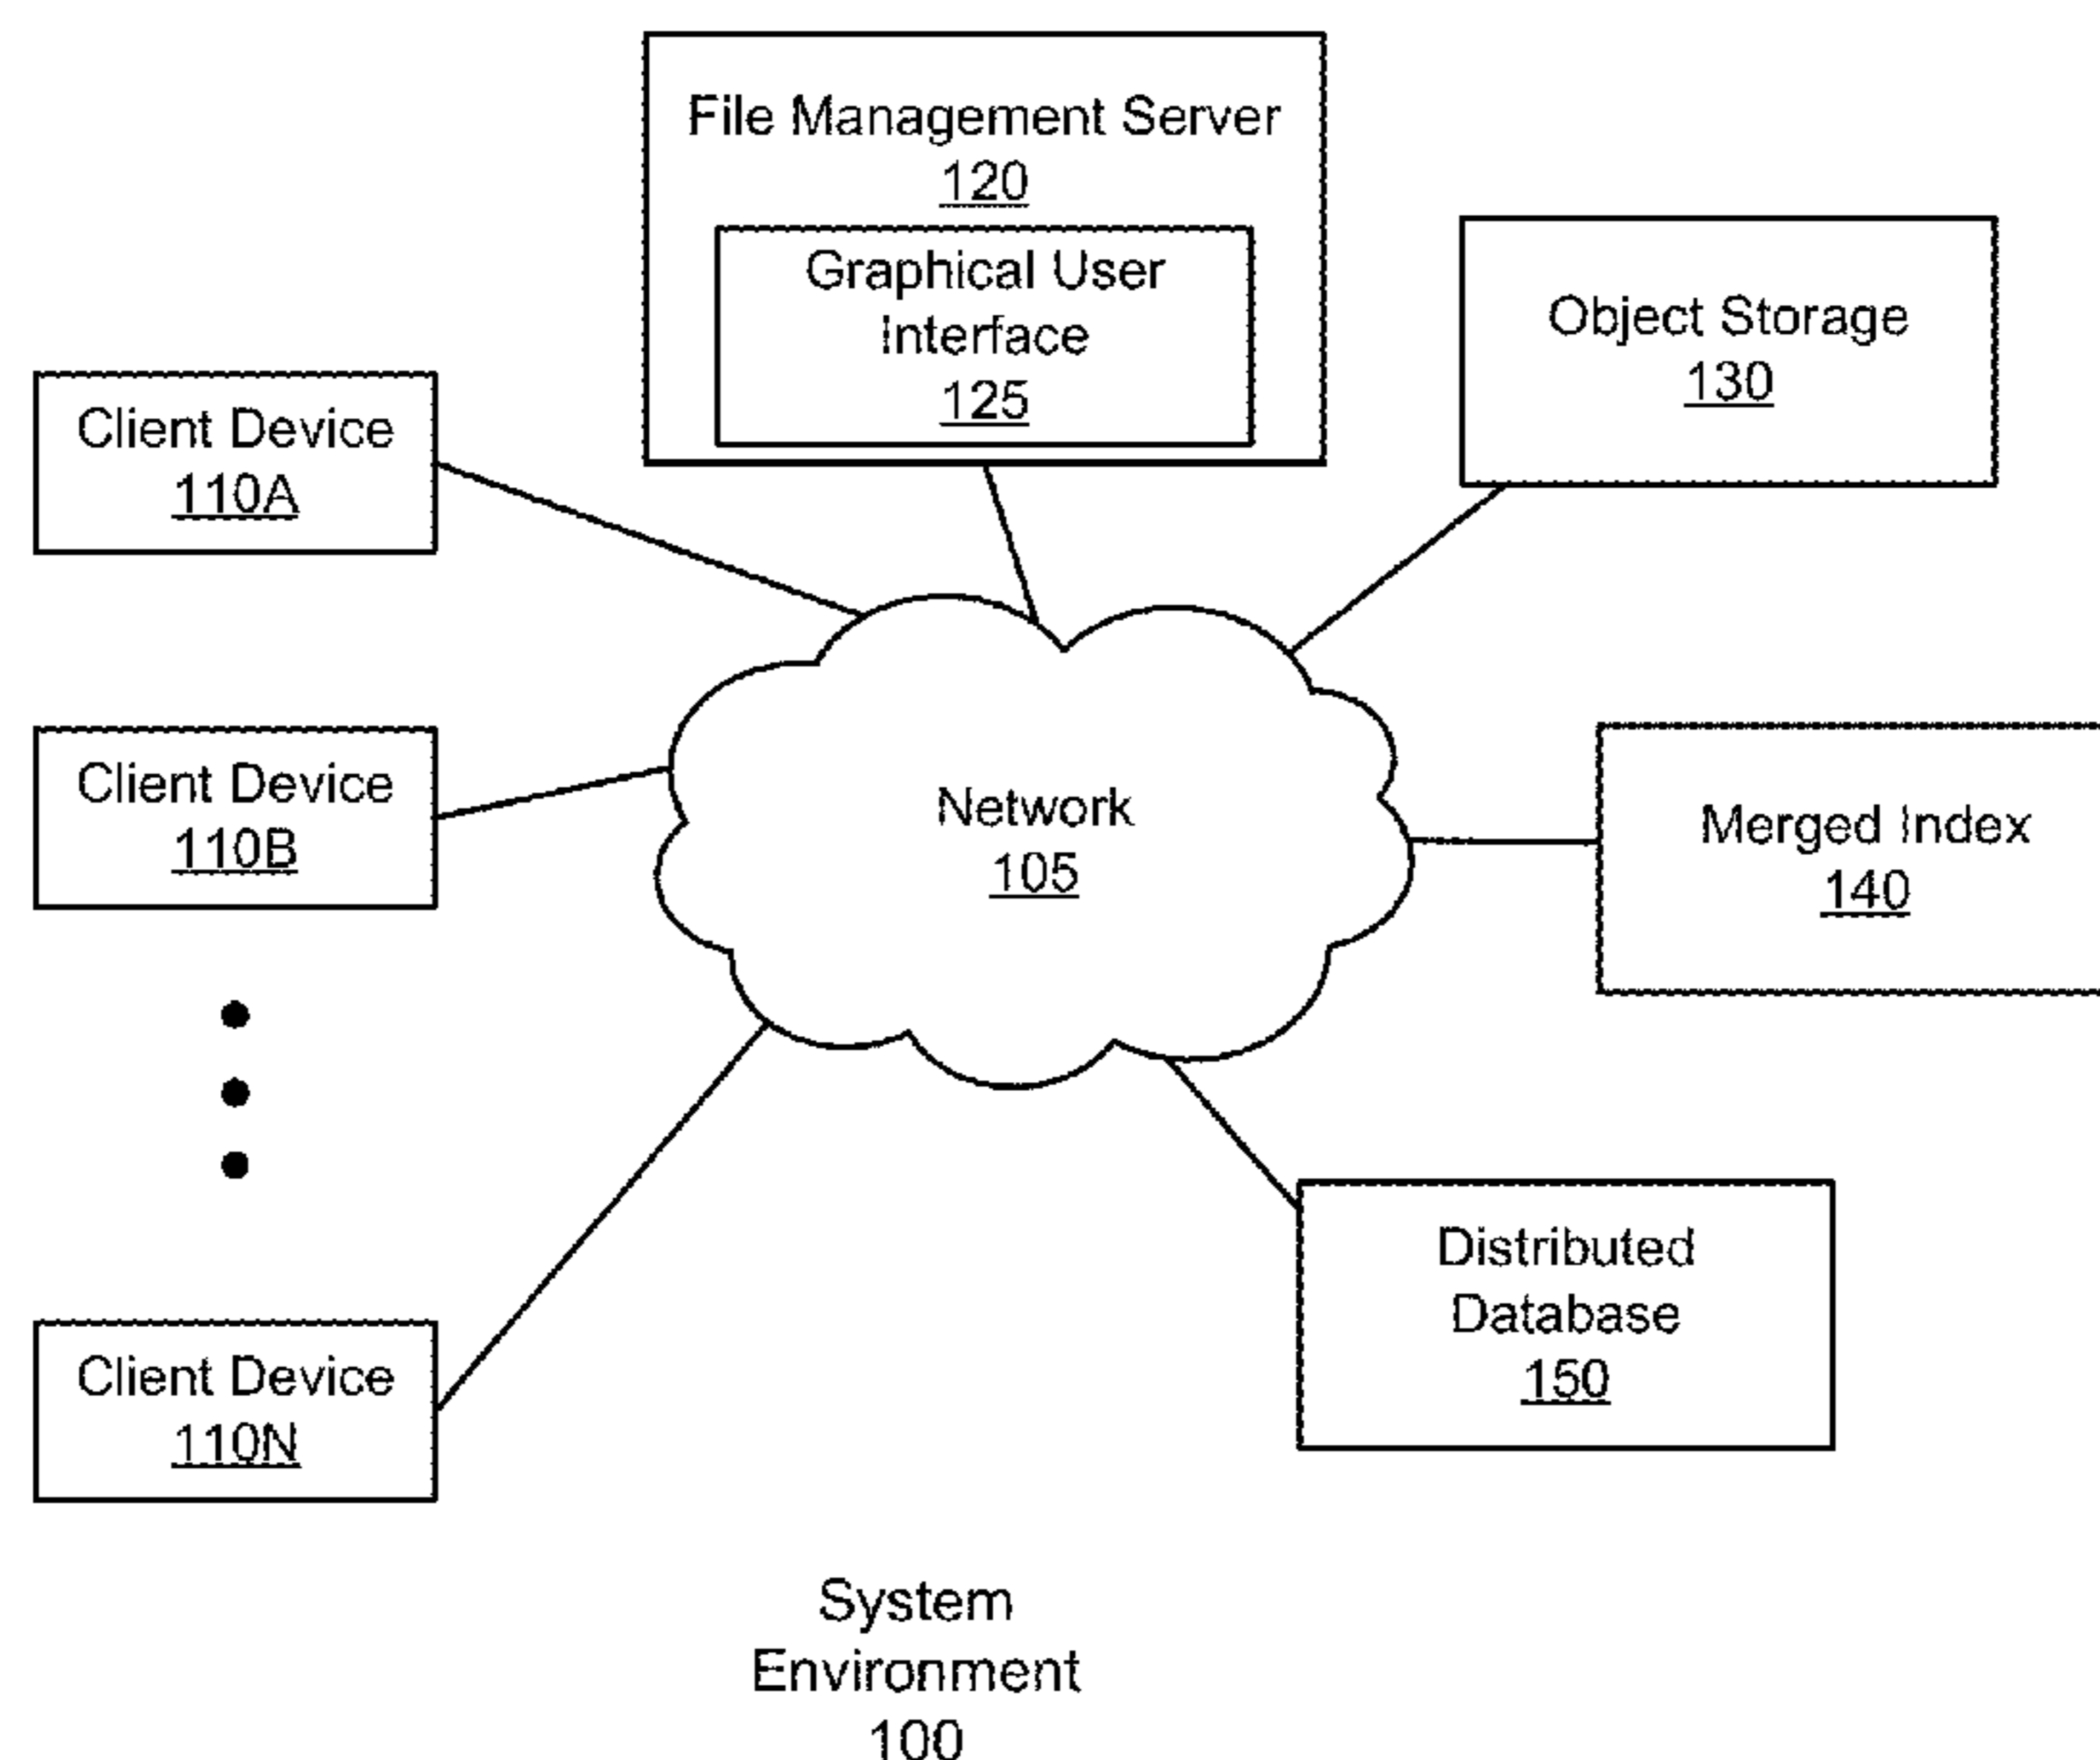 File Management Server
120
Graphical User
Interface
125
Object Storage
130
Client Device
110A
Client Device
110B
Network
105
Merged Index
140
Distributed
Database
150
Client Device
110N
System
Environment
100